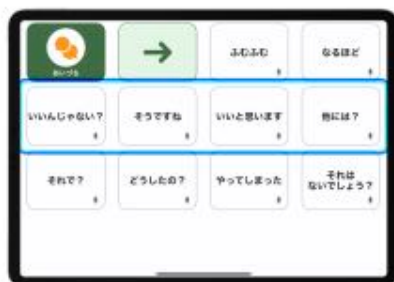 あいづち
ふむふむ
なるほど
いいんじゃない？
そうですね
いいと思います
他には？
それで？
どうしたの？
やってしまった
それは
ないでしょう？